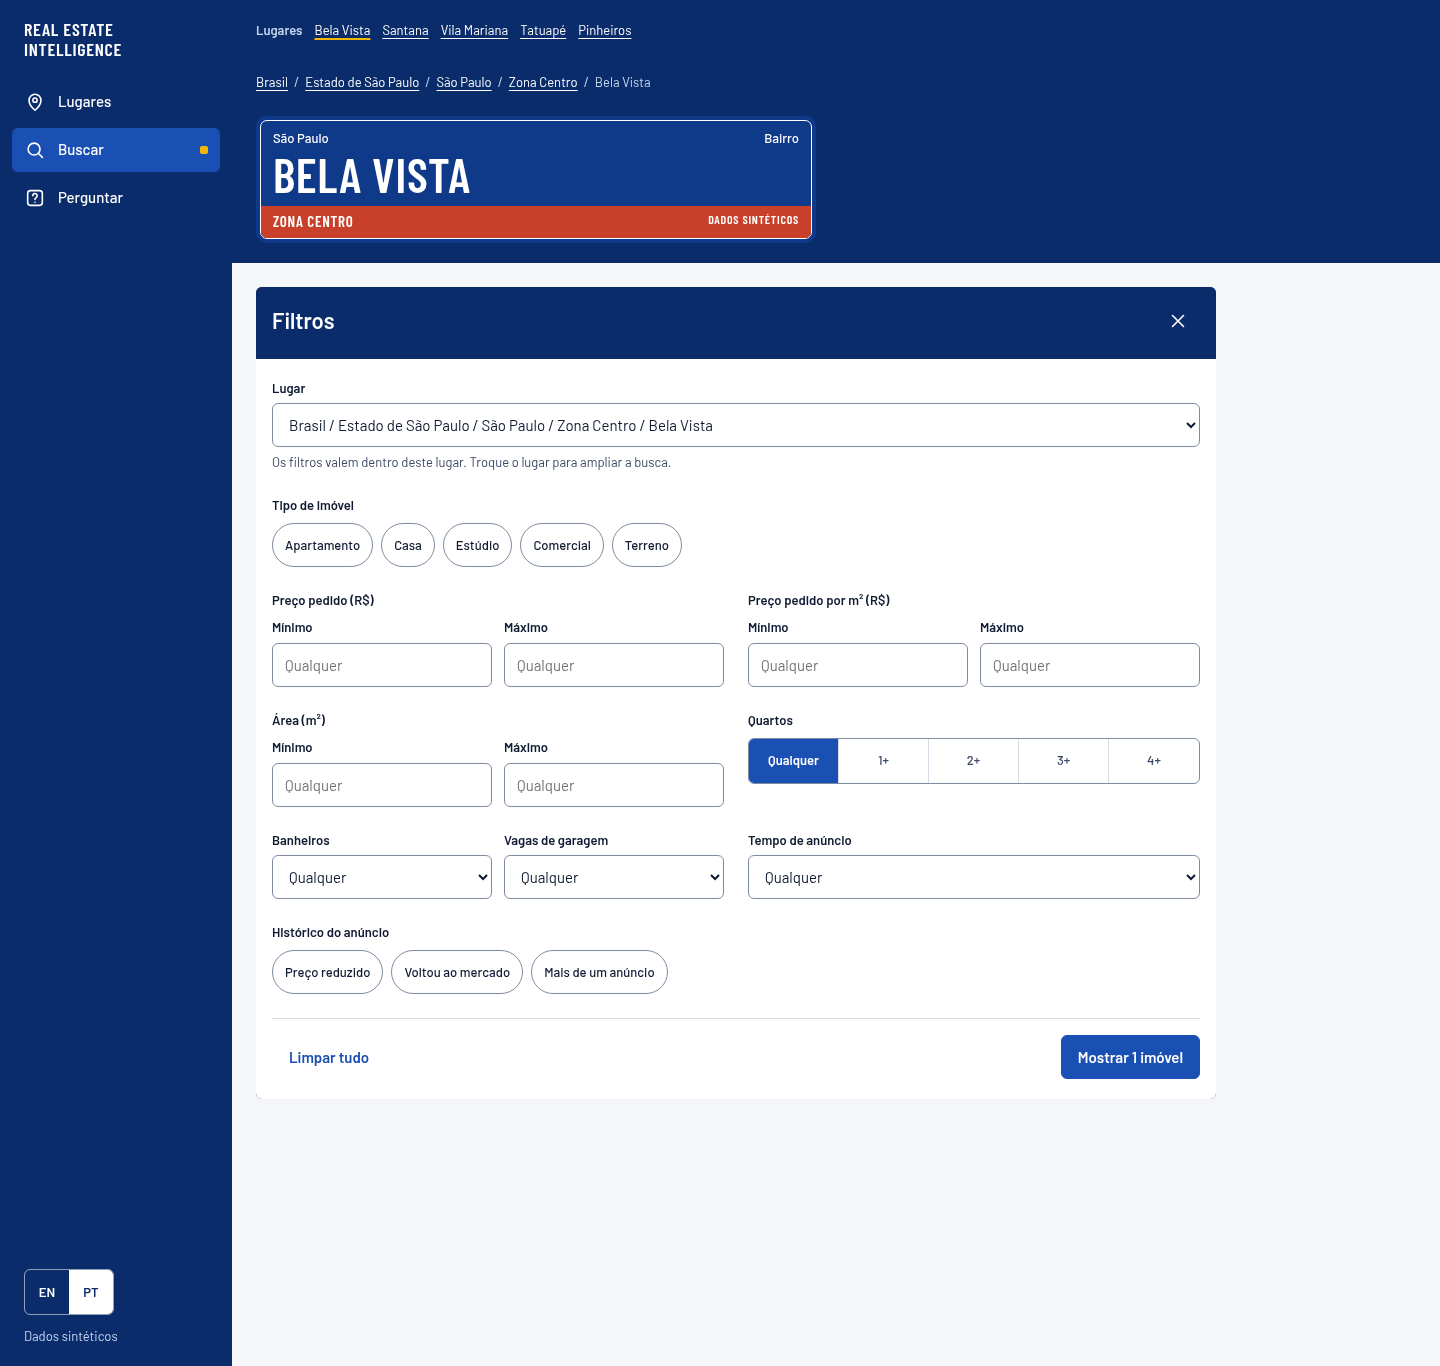 REAL ESTATE
INTELLIGENCE
Lugares
Buscar
Perguntar
Lugares Bela Vista Santana Vila Mariana Tatuapé Pinheiros
Brasil / Estado de São Paulo / São Paulo / Zona Centro / Bela Vista
São Paulo Bairro
BELA VISTA
ZONA CENTRO DADOS SINTÉTICOS
Filtros
Lugar
Brasil / Estado de São Paulo / São Paulo / Zona Centro / Bela Vista
Os filtros valem dentro deste lugar. Troque o lugar para ampliar a busca.
Tipo de imóvel
Apartamento Casa Estúdio Comercial Terreno
Preço pedido (R$) Preço pedido por m² (R$)
Mínimo Máximo Mínimo Máximo
Qualquer Qualquer Qualquer Qualquer
Área (m²) Quartos
Mínimo Máximo
Qualquer 1+ 2+ 3+ 4+
Qualquer Qualquer
Banheiros Vagas de garagem Tempo de anúncio
Qualquer Qualquer Qualquer
Histórico do anúncio
Preço reduzido Voltou ao mercado Mais de um anúncio
Limpar tudo Mostrar 1 imóvel
EN PT
Dados sintéticos